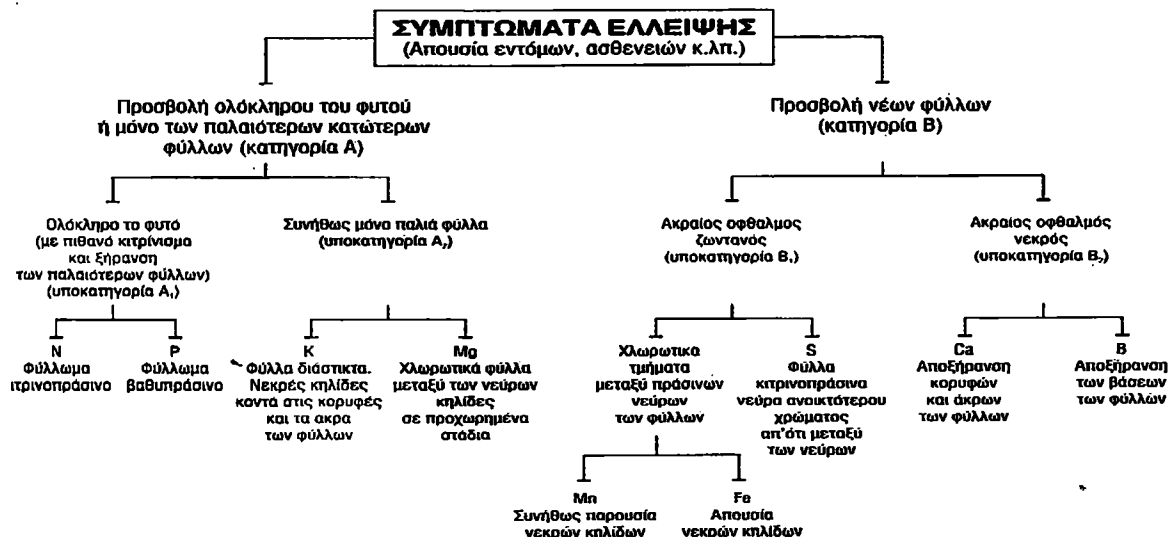 ΣΥΜΠΤΩΜΑΤΑ ΕΛΛΕΙΨΗΣ
(Απουσία εντόμων, ασθενειών κ.λπ.)
Προσβολή ολόκληρου του φυτού
ή μόνο των παλαιότερων κατώτερων
φύλλων (κατηγορία Α)
Προσβολή νέων φύλλων
(κατηγορία Β)
Ολόκληρο το φυτό
(με πιθανό κιτρίνισμα
και ξήρανση
των παλαιότερων φύλλων)
(υποκατηγορία Α₁)
Συνήθως μόνο παλιά φύλλα
(υποκατηγορία Α₂)
Ακραίος οφθαλμος
ζωντανός
(υποκατηγορία Β₁)
Ακραίος οφθαλμός
νεκρός
(υποκατηγορία Β₂)
N
Φύλλωμα
ιτρινοπράσινο
P
Φύλλωμα
βαθυπράσινο
K
Φύλλα διάστικτα.
Νεκρές κηλίδες
κοντά στις κορυφές
και τα ακρα
των φύλλων
Mg
Χλωρωτικά φύλλα
μεταξύ των νεύρων
κηλίδες
σε προχωρημένα
στάδια
Χλωρωτικα
τμήματα
μεταξύ πράσινων
νεύρων
των φύλλων
S
Φύλλα
κιτρινοπράσινα
νεύρα ανοικτότερου
χρώματος
απ'ότι μεταξύ
των νεύρων
Ca
Αποξήρανση
κορυφών
και άκρων
των φύλλων
B
Αποξήρανση
των βάσεων
των φύλλων
Mn
Συνήθως παρουσία
νεκρών κηλίδων
Fe
Απουσία
νεκρών κηλίδων